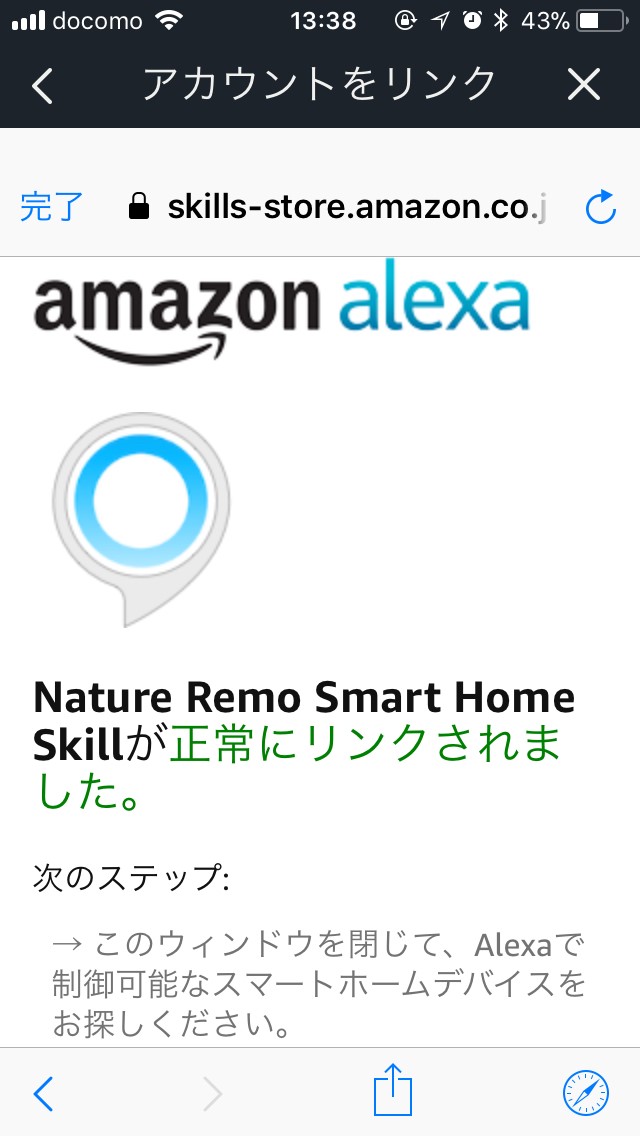 docomo 13:38 43%
アカウントをリンク
完了 skills-store.amazon.co.j
amazon alexa
Nature Remo Smart Home
Skillが正常にリンクされま
した。
次のステップ:
→ このウィンドウを閉じて、Alexaで
制御可能なスマートホームデバイスを
お探しください。